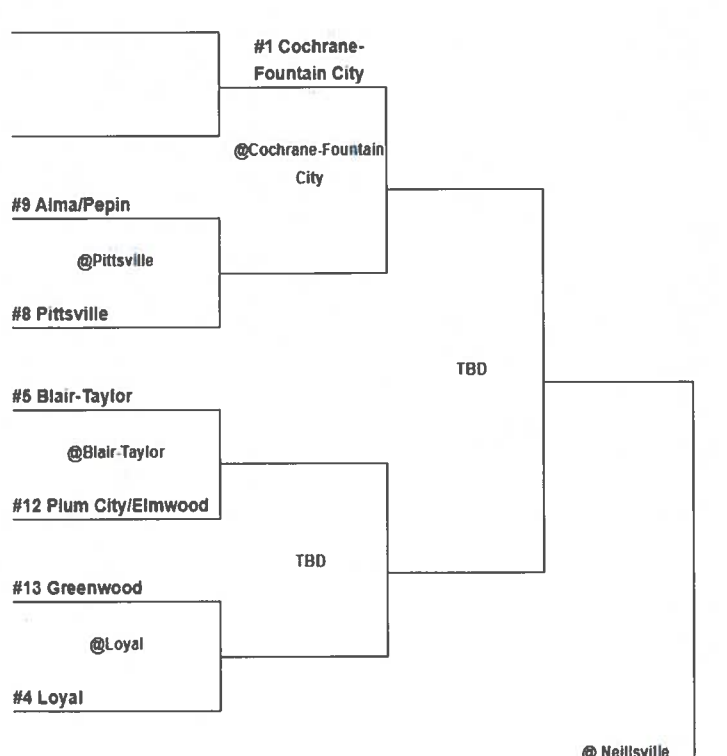 #1 Cochrane-
Fountain City
@Cochrane-Fountain
City
#9 Alma/Pepin
@Pittsville
#8 Pittsville
TBD
#5 Blair-Taylor
@Blair-Taylor
#12 Plum City/Elmwood
TBD
#13 Greenwood
@Loyal
#4 Loyal
@ Neillsville